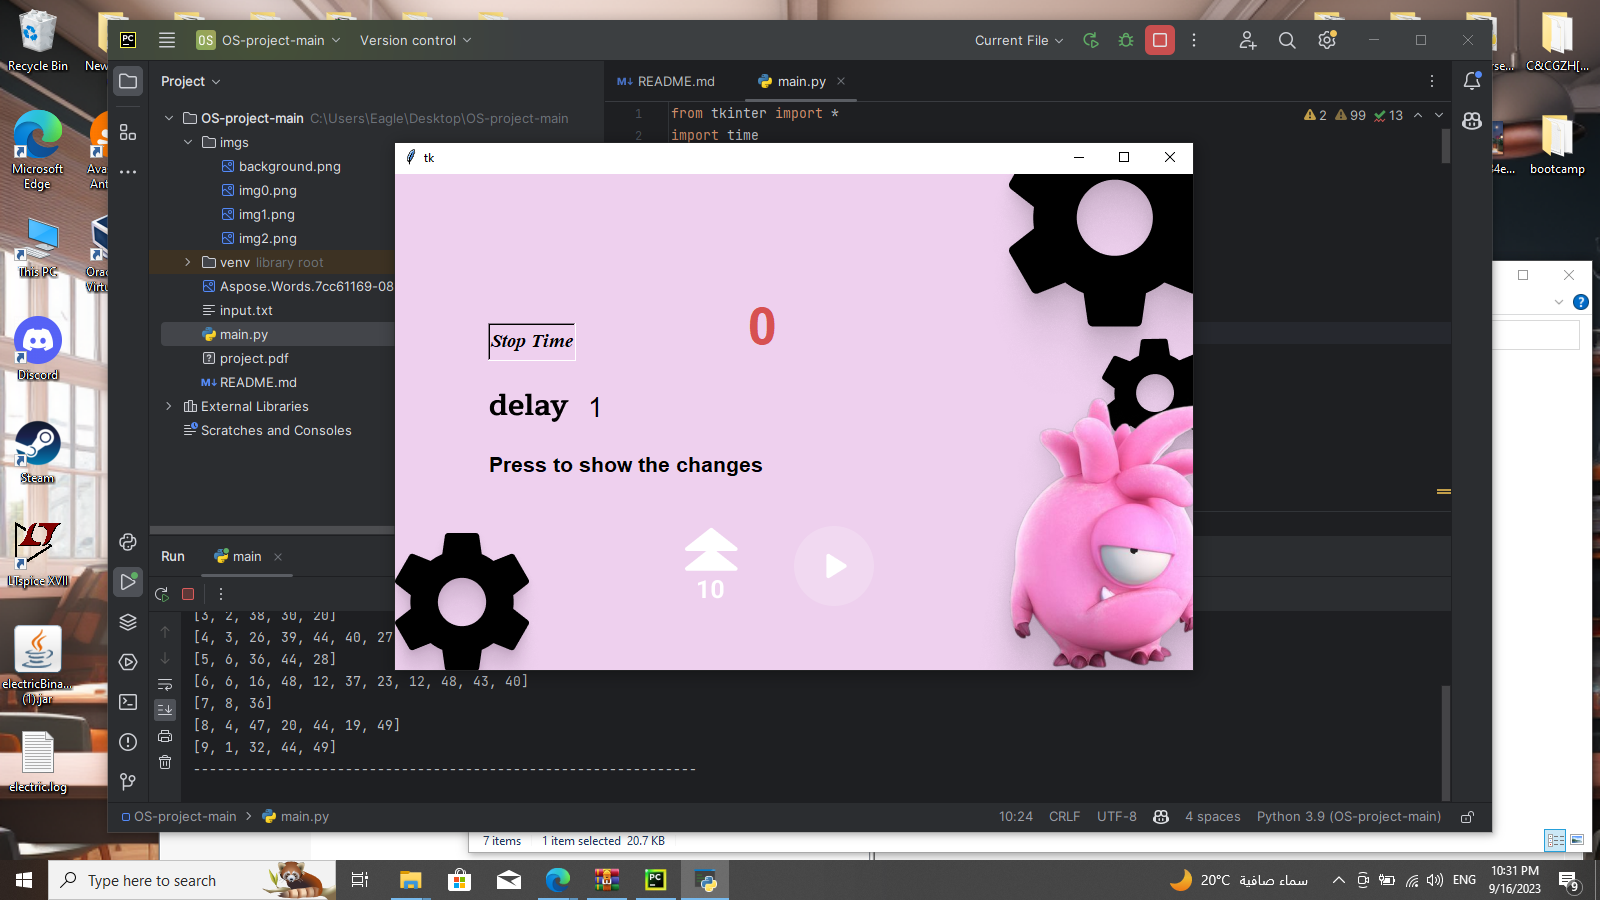 Recycle Bin
New
Microsoft
Edge
Ava
Ant
This PC
Orac
Virtu
Discord
Steam
LTspice XVII
electricBina...
(1).jar
electric.log
OS OS-project-main
Version control
Current File
Project
README.md
main.py
OS-project-main C:\Users\Eagle\Desktop\OS-project-main
imgs
background.png
img0.png
img1.png
img2.png
venv library root
Aspose.Words.7cc61169-08
input.txt
main.py
project.pdf
README.md
External Libraries
Scratches and Consoles
1 from tkinter import *
2 import time
2 99 13
tk
Stop Time
0
delay 1
Press to show the changes
10
Run
main
[3, 2, 38, 30, 20]
[4, 3, 26, 39, 44, 40, 27
[5, 6, 36, 44, 28]
[6, 6, 16, 48, 12, 37, 23, 12, 48, 43, 40]
[7, 8, 36]
[8, 4, 47, 20, 44, 19, 49]
[9, 1, 32, 44, 49]
---------------------------------------------------------------
OS-project-main > main.py
10:24 CRLF UTF-8 4 spaces Python 3.9 (OS-project-main)
rse...
C&CGZH[...
bootcamp
7 items 1 item selected 20.7 KB
Type here to search
20°C سماء صافية
ENG
10:31 PM
9/16/2023
9